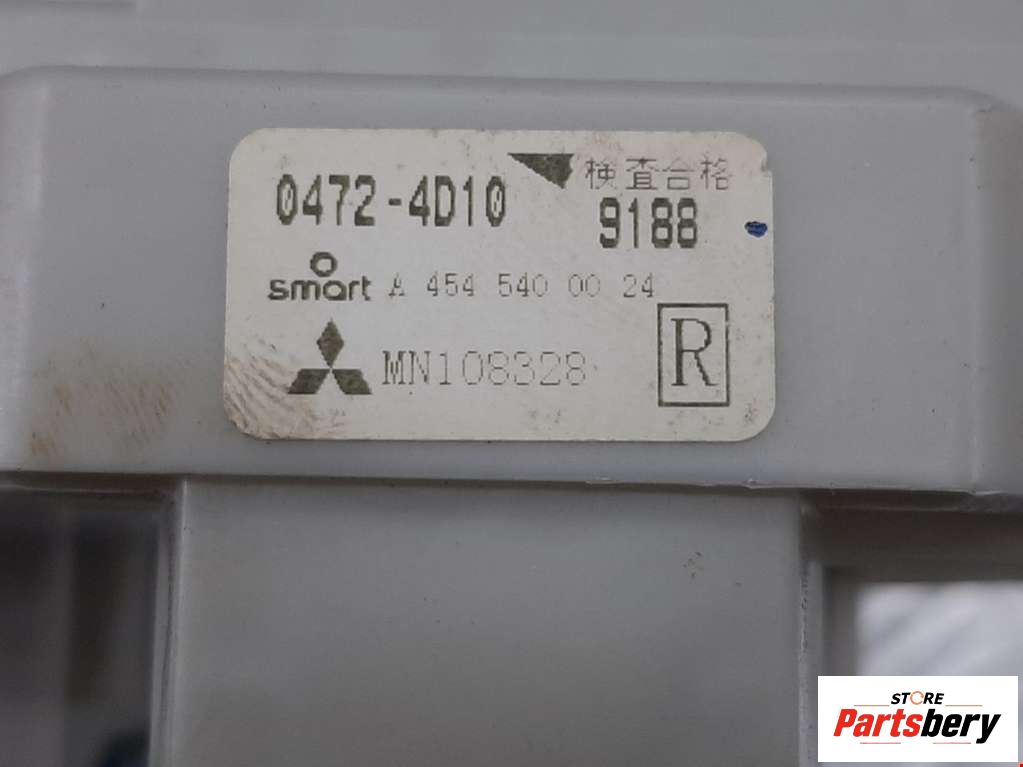 検査合格
0472-4D10 9188
smart A 454 540 00 24
MN108328 R
STORE
Partsbery